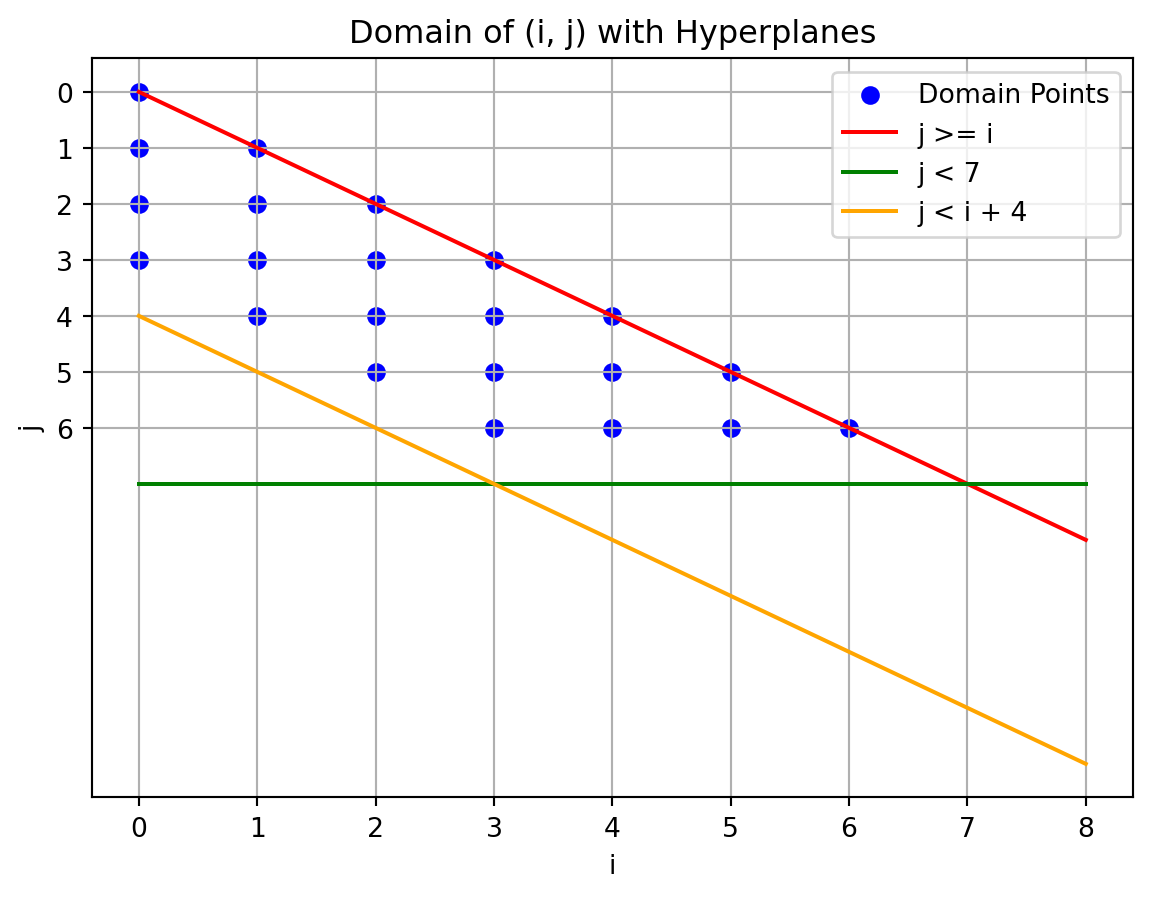 Domain of (i, j) with Hyperplanes
Domain Points
j >= i
j < 7
j < i + 4
0
1
2
3
4
5
6
j
0 1 2 3 4 5 6 7 8
i